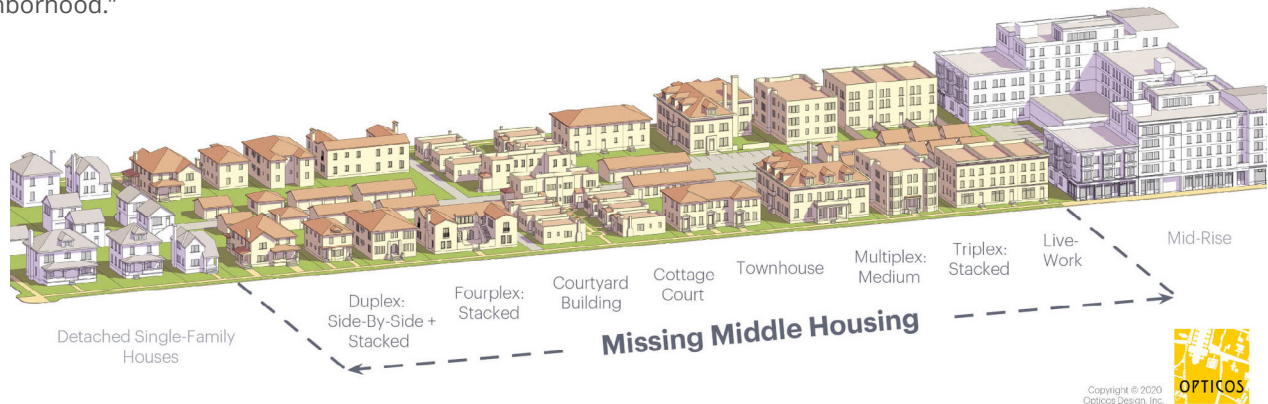 nborhood."
Detached Single-Family
Houses
Duplex:
Side-By-Side +
Stacked
Fourplex:
Stacked
Courtyard
Building
Cottage
Court
Townhouse
Multiplex:
Medium
Triplex:
Stacked
Live-
Work
Mid-Rise
Missing Middle Housing
Copyright © 2020
Opticos Design, Inc.
OPTICOS